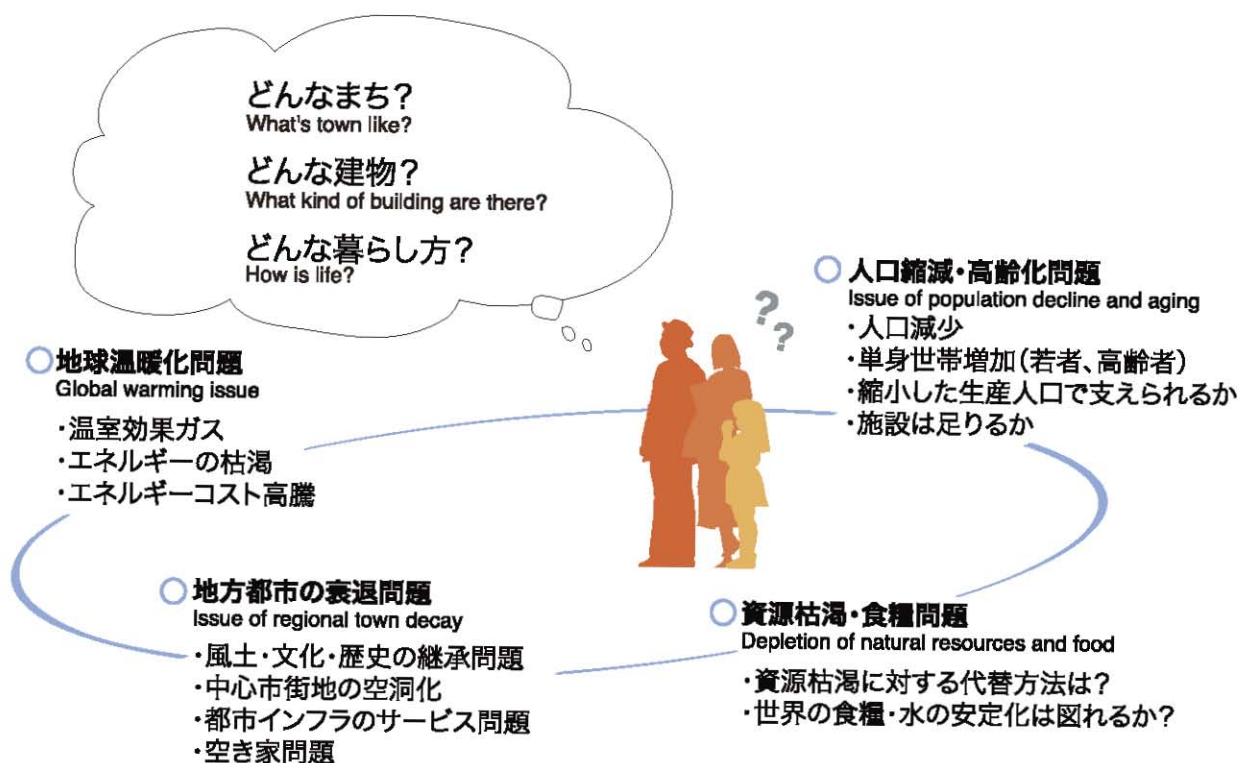 どんなまち？
What's town like?
どんな建物？
What kind of building are there?
どんな暮らし方？
How is life?
??
○人口縮減・高齢化問題
Issue of population decline and aging
・人口減少
・単身世帯増加（若者、高齢者）
・縮小した生産人口で支えられるか
・施設は足りるか
○地球温暖化問題
Global warming issue
・温室効果ガス
・エネルギーの枯渇
・エネルギーコスト高騰
○地方都市の衰退問題
Issue of regional town decay
・風土・文化・歴史の継承問題
・中心市街地の空洞化
・都市インフラのサービス問題
・空き家問題
○資源枯渇・食糧問題
Depletion of natural resources and food
・資源枯渇に対する代替方法は？
・世界の食糧・水の安定化は図れるか？